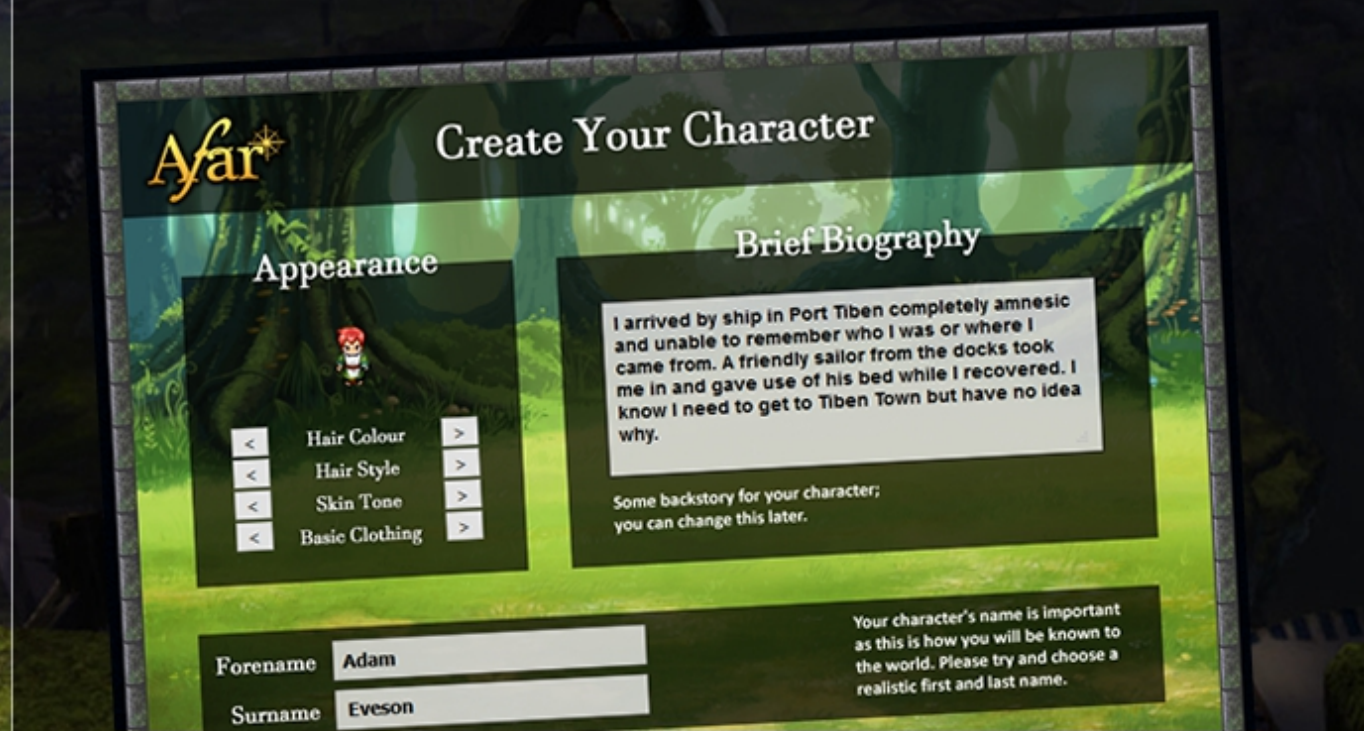 Afar
Create Your Character
Appearance
Hair Colour
Hair Style
Skin Tone
Basic Clothing
Brief Biography
I arrived by ship in Port Tiben completely amnesic
and unable to remember who I was or where I
came from. A friendly sailor from the docks took
me in and gave use of his bed while I recovered. I
know I need to get to Tiben Town but have no idea
why.
Some backstory for your character;
you can change this later.
Forename Adam
Surname Eveson
Your character's name is important
as this is how you will be known to
the world. Please try and choose a
realistic first and last name.